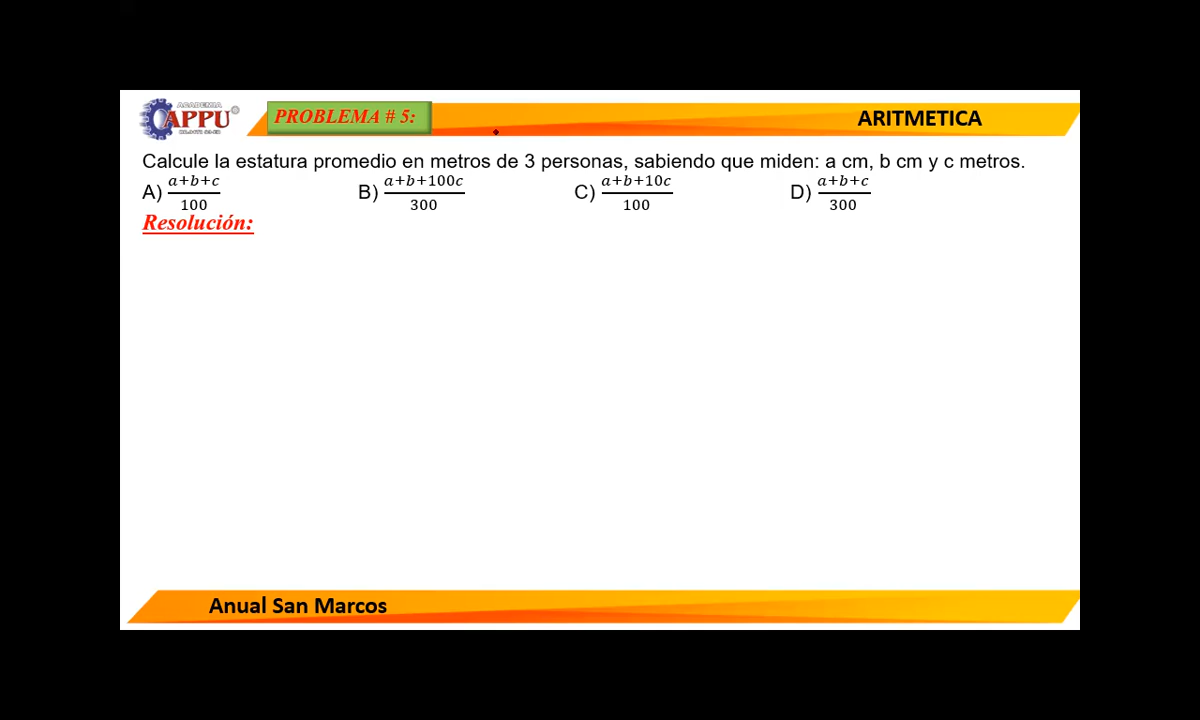 ACADEMIA
APPU
PROBLEMA # 5:
ARITMETICA
Calcule la estatura promedio en metros de 3 personas, sabiendo que miden: a cm, b cm y c metros.
A) (a+b+c)/100 B) (a+b+100c)/300 C) (a+b+10c)/100 D) (a+b+c)/300
Resolución:
Anual San Marcos